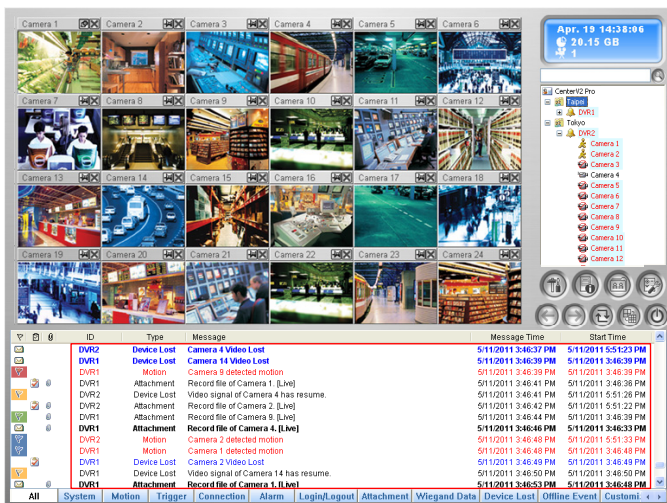 Camera 1 Camera 2 Camera 3 Camera 4 Camera 5 Camera 6
Camera 7 Camera 8 Camera 9 Camera 10 Camera 11 Camera 12
Camera 13 Camera 14 Camera 15 Camera 16 Camera 17 Camera 18
Camera 19 Camera 20 Camera 21 Camera 22 Camera 23 Camera 24
Apr. 19 14:38:06
20.15 GB
1
CenterV2 Pro
Taipei
DVR1
Tokyo
DVR2
Camera 1
Camera 2
Camera 3
Camera 4
Camera 5
Camera 6
Camera 7
Camera 8
Camera 9
Camera 10
Camera 11
Camera 12
ID Type Message Message Time Start Time
DVR2 Device Lost Camera 4 Video Lost 5/11/2011 3:46:37 PM 5/11/2011 5:51:23 PM
DVR1 Device Lost Camera 14 Video Lost 5/11/2011 3:46:39 PM 5/11/2011 3:46:39 PM
DVR1 Motion Camera 9 detected motion 5/11/2011 3:46:39 PM 5/11/2011 3:46:39 PM
DVR1 Attachment Record file of Camera 1. [Live] 5/11/2011 3:46:41 PM 5/11/2011 3:46:36 PM
DVR2 Device Lost Video signal of Camera 4 has resume. 5/11/2011 3:46:41 PM 5/11/2011 5:51:26 PM
DVR2 Attachment Record file of Camera 2. [Live] 5/11/2011 3:46:42 PM 5/11/2011 5:51:22 PM
DVR1 Attachment Record file of Camera 9. [Live] 5/11/2011 3:46:44 PM 5/11/2011 3:46:39 PM
DVR1 Attachment Record file of Camera 4. [Live] 5/11/2011 3:46:46 PM 5/11/2011 3:46:33 PM
DVR2 Motion Camera 2 detected motion 5/11/2011 3:46:48 PM 5/11/2011 5:51:33 PM
DVR1 Motion Camera 1 detected motion 5/11/2011 3:46:48 PM 5/11/2011 3:46:48 PM
DVR1 Device Lost Camera 2 Video Lost 5/11/2011 3:46:49 PM 5/11/2011 3:46:49 PM
DVR1 Device Lost Video signal of Camera 14 has resume. 5/11/2011 3:46:50 PM 5/11/2011 3:46:50 PM
DVR1 Attachment Record file of Camera 1. [Live] 5/11/2011 3:46:53 PM 5/11/2011 3:46:48 PM
All System Motion Trigger Connection Alarm Login/Logout Attachment Wiegand Data Device Lost Offline Event Customi.